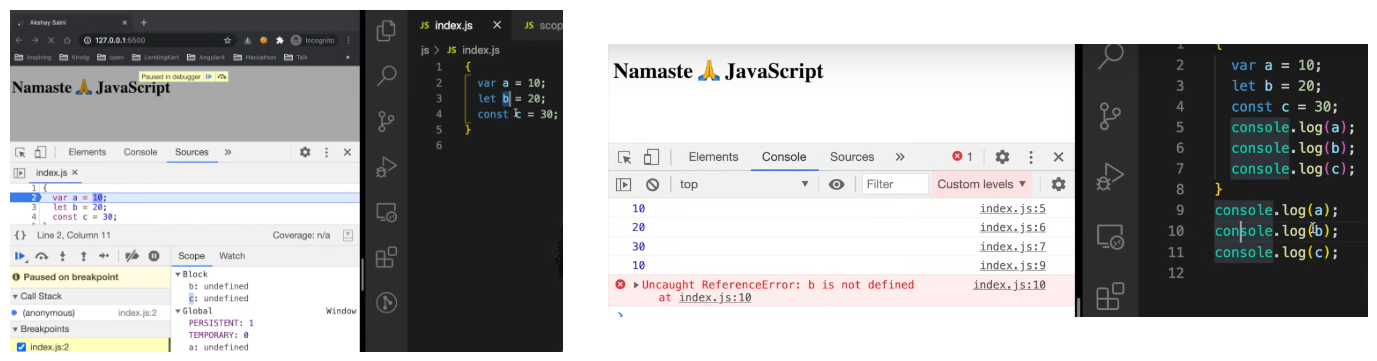 Akshay Saini
127.0.0.1:5500
Incognito
Inspiring Knwlg open LendingKart Angular4 Hackathon Talk
Paused in debugger
Namaste 🙏 JavaScript
Elements Console Sources »
index.js ×
1 {
2 var a = 10;
3 let b = 20;
4 const c = 30;
{} Line 2, Column 11 Coverage: n/a
Scope Watch
Paused on breakpoint
Call Stack
(anonymous) index.js:2
Breakpoints
index.js:2
Block
b: undefined
c: undefined
Global Window
PERSISTENT: 1
TEMPORARY: 0
a: undefined
JS index.js × JS scop
js > JS index.js
1 {
2 var a = 10;
3 let b = 20;
4 const c = 30;
5 }
6
Namaste 🙏 JavaScript
Elements Console Sources » 1
top Filter Custom levels
10 index.js:5
20 index.js:6
30 index.js:7
10 index.js:9
Uncaught ReferenceError: b is not defined index.js:10
at index.js:10
1 {
2 var a = 10;
3 let b = 20;
4 const c = 30;
5 console.log(a);
6 console.log(b);
7 console.log(c);
8 }
9 console.log(a);
10 console.log(b);
11 console.log(c);
12